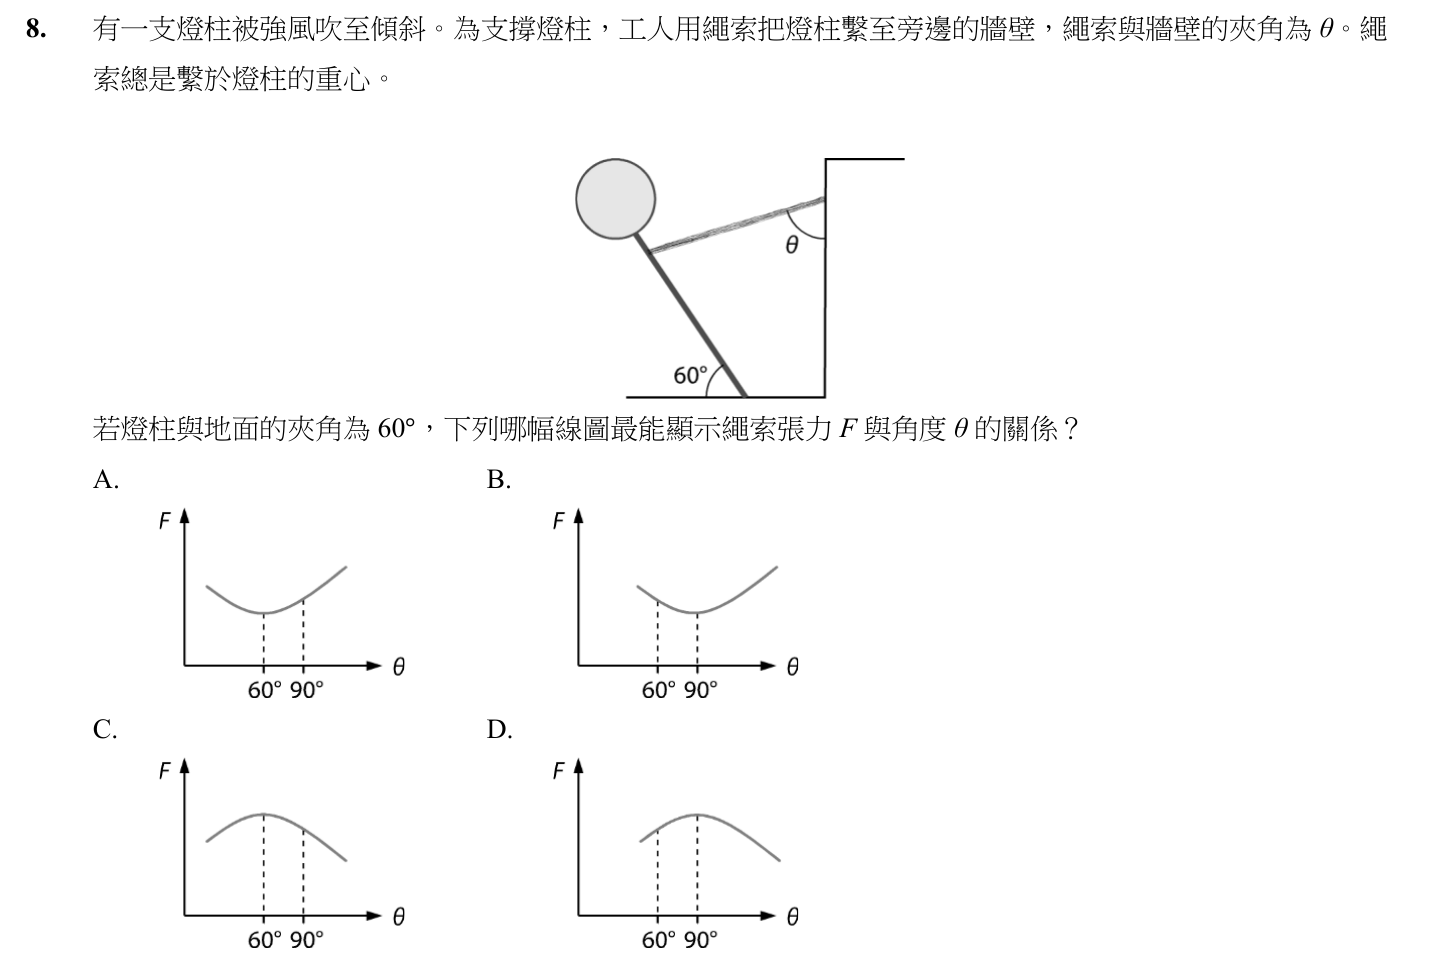 8. 有一支燈柱被強風吹至傾斜。為支撐燈柱，工人用繩索把燈柱繫至旁邊的牆壁，繩索與牆壁的夾角為 θ。繩
索總是繫於燈柱的重心。
θ
60°
若燈柱與地面的夾角為 60°，下列哪幅線圖最能顯示繩索張力 F 與角度 θ 的關係？
A. B.
F F
θ θ
60° 90° 60° 90°
C. D.
F F
θ θ
60° 90° 60° 90°